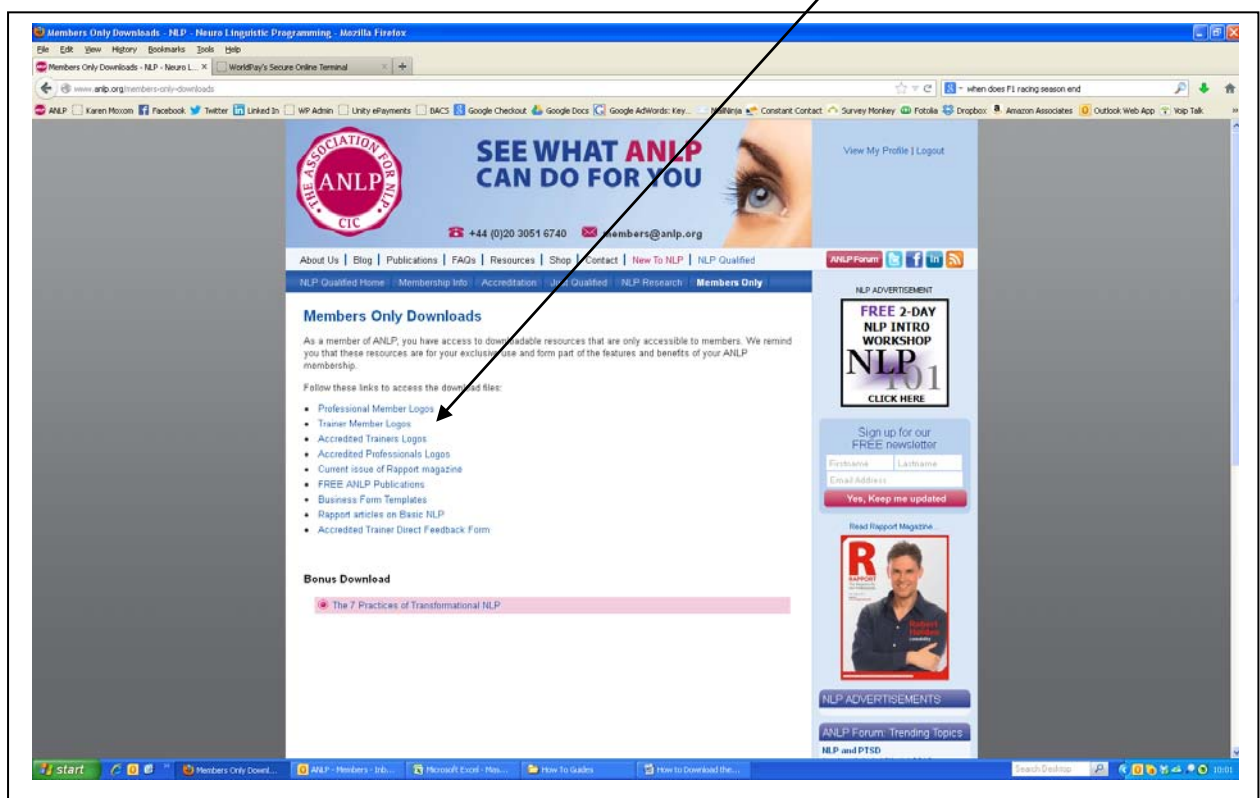 Members Only Downloads - NLP - Neuro Linguistic Programming - Mozilla Firefox
File Edit View History Bookmarks Tools Help
Members Only Downloads - NLP - Neuro L... × WorldPay's Secure Online Terminal × +
www.anlp.org/members-only-downloads
when does F1 racing season end
ANLP Karen Moxom Facebook Twitter Linked In WP Admin Unity ePayments BACS Google Checkout Google Docs Google AdWords: Key... Constant Contact Survey Monkey Fotolia Dropbox Amazon Associates Outlook Web App Yop Talk
THE ASSOCIATION FOR NLP
ANLP
CIC
SEE WHAT ANLP
CAN DO FOR YOU
+44 (0)20 3051 6740 members@anlp.org
View My Profile | Logout
About Us | Blog | Publications | FAQs | Resources | Shop | Contact | New To NLP | NLP Qualified
ANLP Forum
NLP Qualified Home Membership Info Accreditation Just Qualified NLP Research Members Only
Members Only Downloads
As a member of ANLP, you have access to downloadable resources that are only accessible to members. We remind
you that these resources are for your exclusive use and form part of the features and benefits of your ANLP
membership.
Follow these links to access the download files:
• Professional Member Logos
• Trainer Member Logos
• Accredited Trainers Logos
• Accredited Professionals Logos
• Current issue of Rapport magazine
• FREE ANLP Publications
• Business Form Templates
• Rapport articles on Basic NLP
• Accredited Trainer Direct Feedback Form
Bonus Download
The 7 Practices of Transformational NLP
NLP ADVERTISEMENT
FREE 2-DAY
NLP INTRO
WORKSHOP
NLP
101
CLICK HERE
Sign up for our
FREE newsletter
Firstname Lastname
Email Address
Yes, Keep me updated
Read Rapport Magazine...
R
RAPPORT
Robert
Holden
NLP ADVERTISEMENTS
ANLP Forum: Trending Topics
NLP and PTSD
start Members Only Downl... ANLP - Members - Inb... Microsoft Excel - Mas... How To Guides How to Download the... Search Desktop 10:01